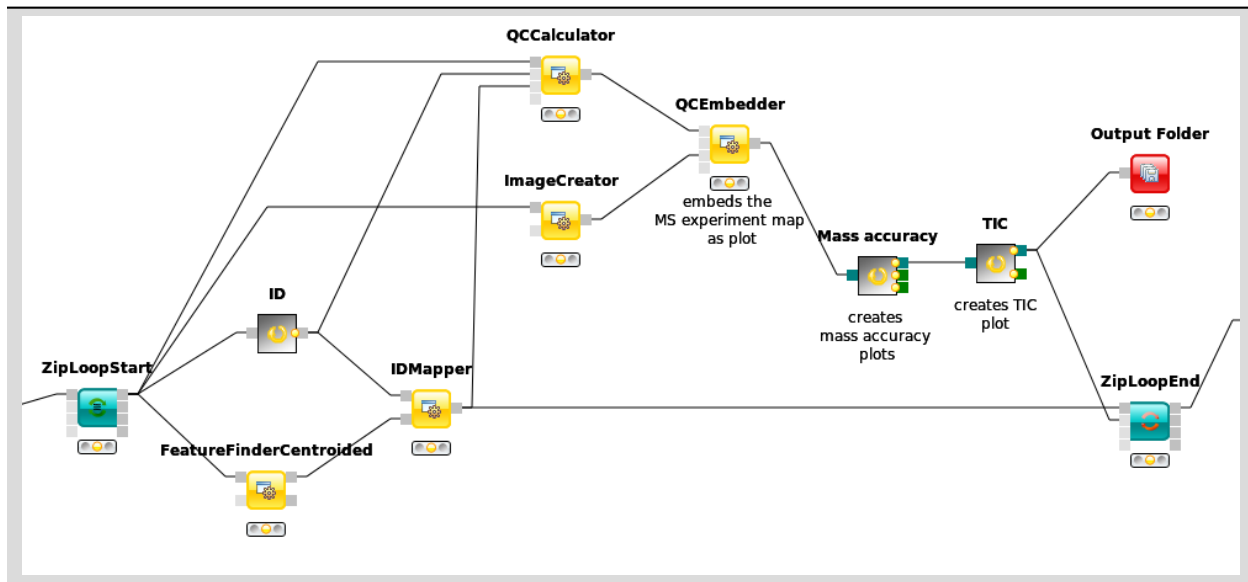 QCCalculator
QCEmbedder
Output Folder
ImageCreator
embeds the
MS experiment map
as plot
Mass accuracy
TIC
ID
creates
mass accuracy
plots
creates TIC
plot
ZipLoopStart
IDMapper
ZipLoopEnd
FeatureFinderCentroided